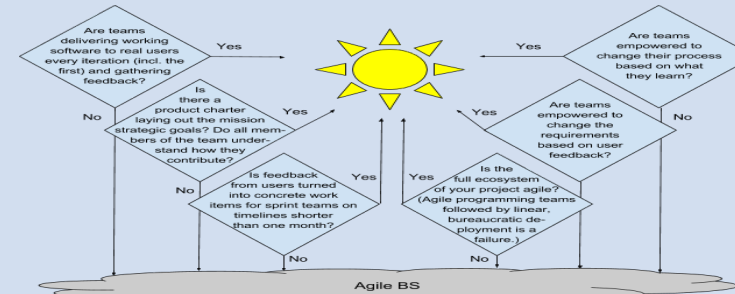 Are teams
delivering working
software to real users
every iteration (incl. the
first) and gathering
feedback?
Yes
No
Is
there a
product charter
laying out the mission
strategic goals? Do all mem-
bers of the team under-
stand how they
contribute?
Yes
No
Is feedback
from users turned
into concrete work
items for sprint teams on
timelines shorter
than one month?
Yes
No
Are teams
empowered to
change their process
based on what
they learn?
Yes
No
Are teams
empowered to
change the
requirements
based on user
feedback?
Yes
Is the
full ecosystem
of your project agile?
(Agile programming teams
followed by linear,
bureaucratic de-
ployment is a
failure.)
Yes
No
Agile BS